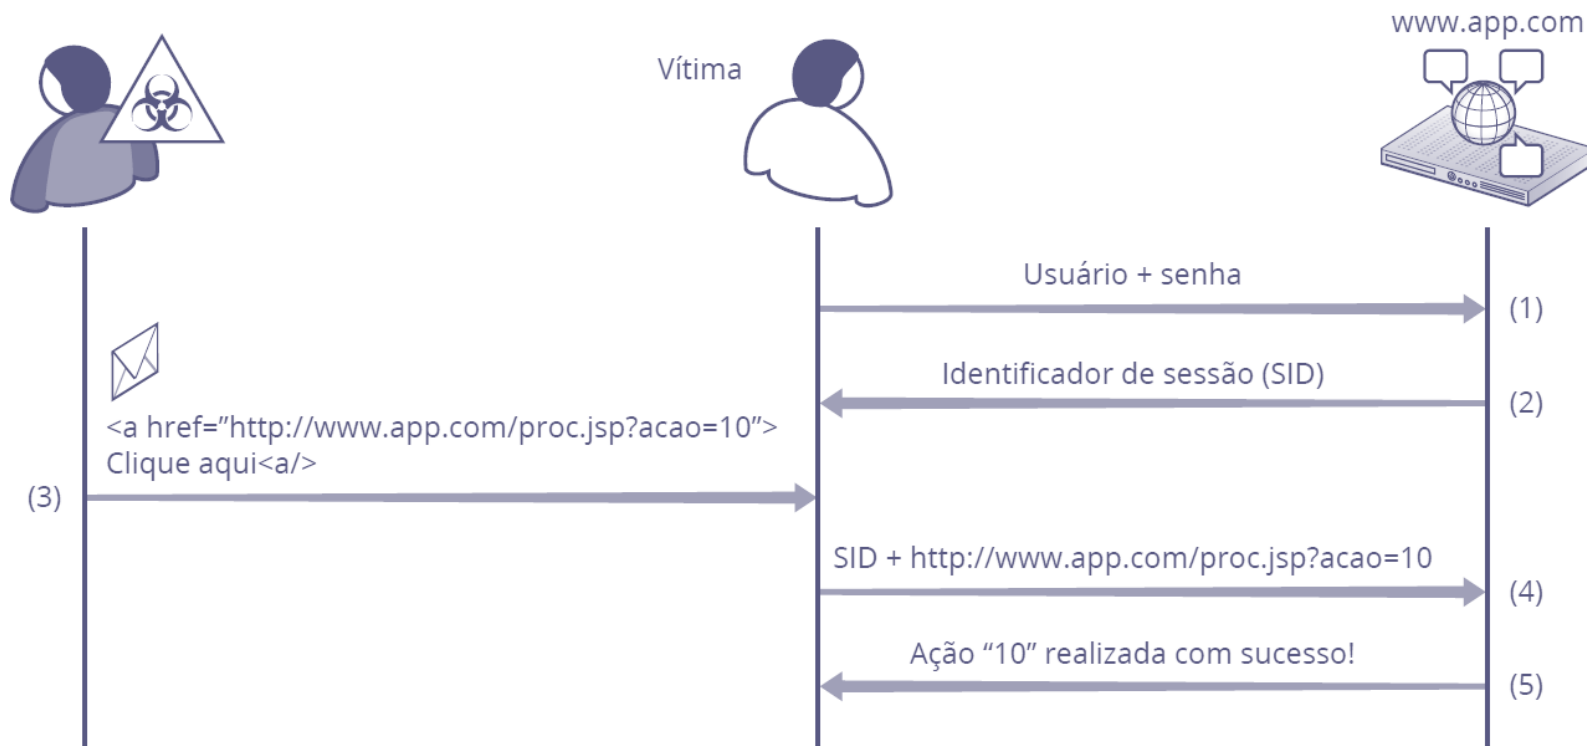 www.app.com
Vítima
Usuário + senha
(1)
Identificador de sessão (SID)
(2)
<a href=”http://www.app.com/proc.jsp?acao=10”>
Clique aqui<a/>
(3)
SID + http://www.app.com/proc.jsp?acao=10
(4)
Ação “10” realizada com sucesso!
(5)